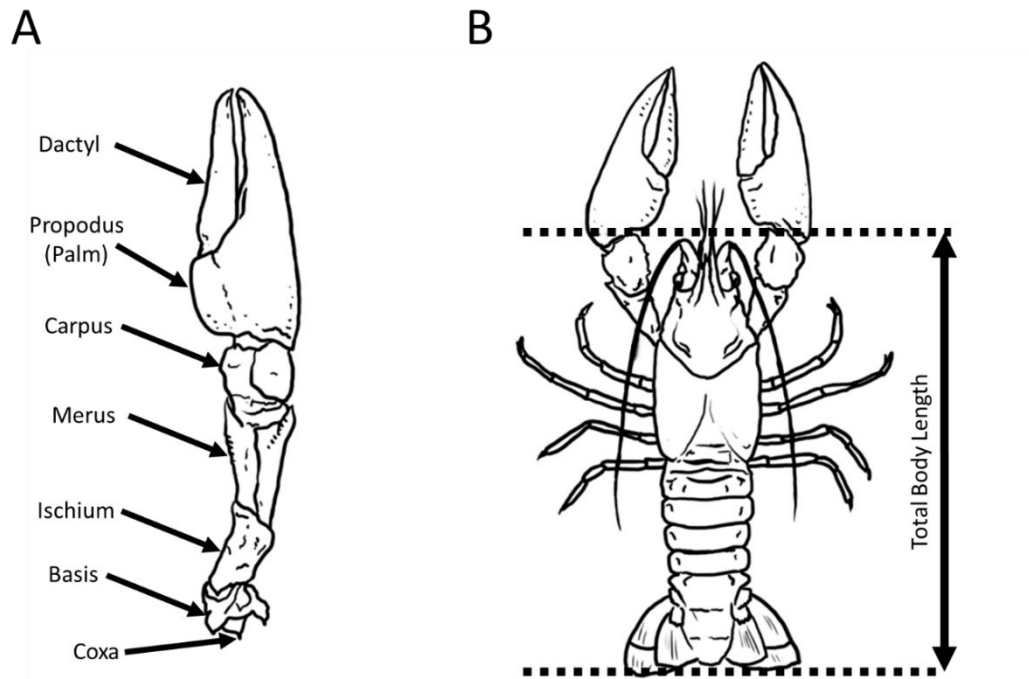 A
B
Dactyl
Propodus
(Palm)
Carpus
Merus
Ischium
Basis
Coxa
Total Body Length